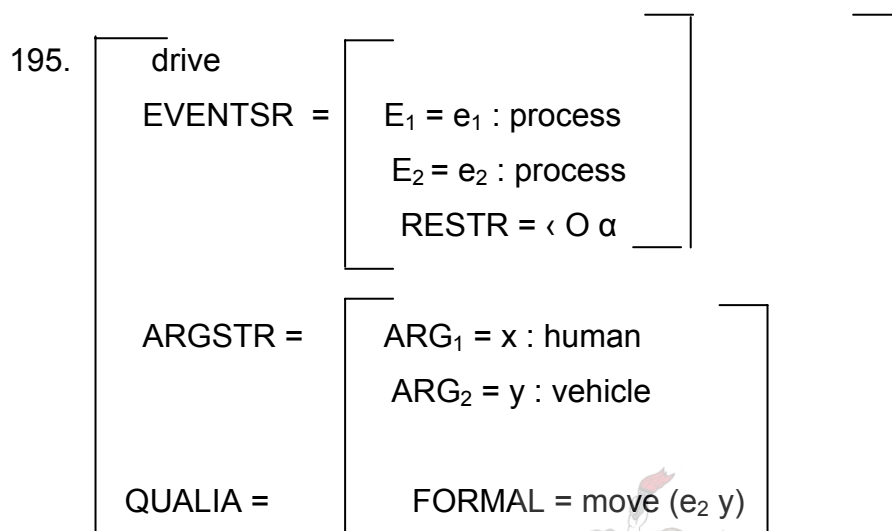 195. drive
EVENTSR = E₁ = e₁ : process
E₂ = e₂ : process
RESTR = ‹ O α
ARGSTR = ARG₁ = x : human
ARG₂ = y : vehicle
QUALIA = FORMAL = move (e₂ y)